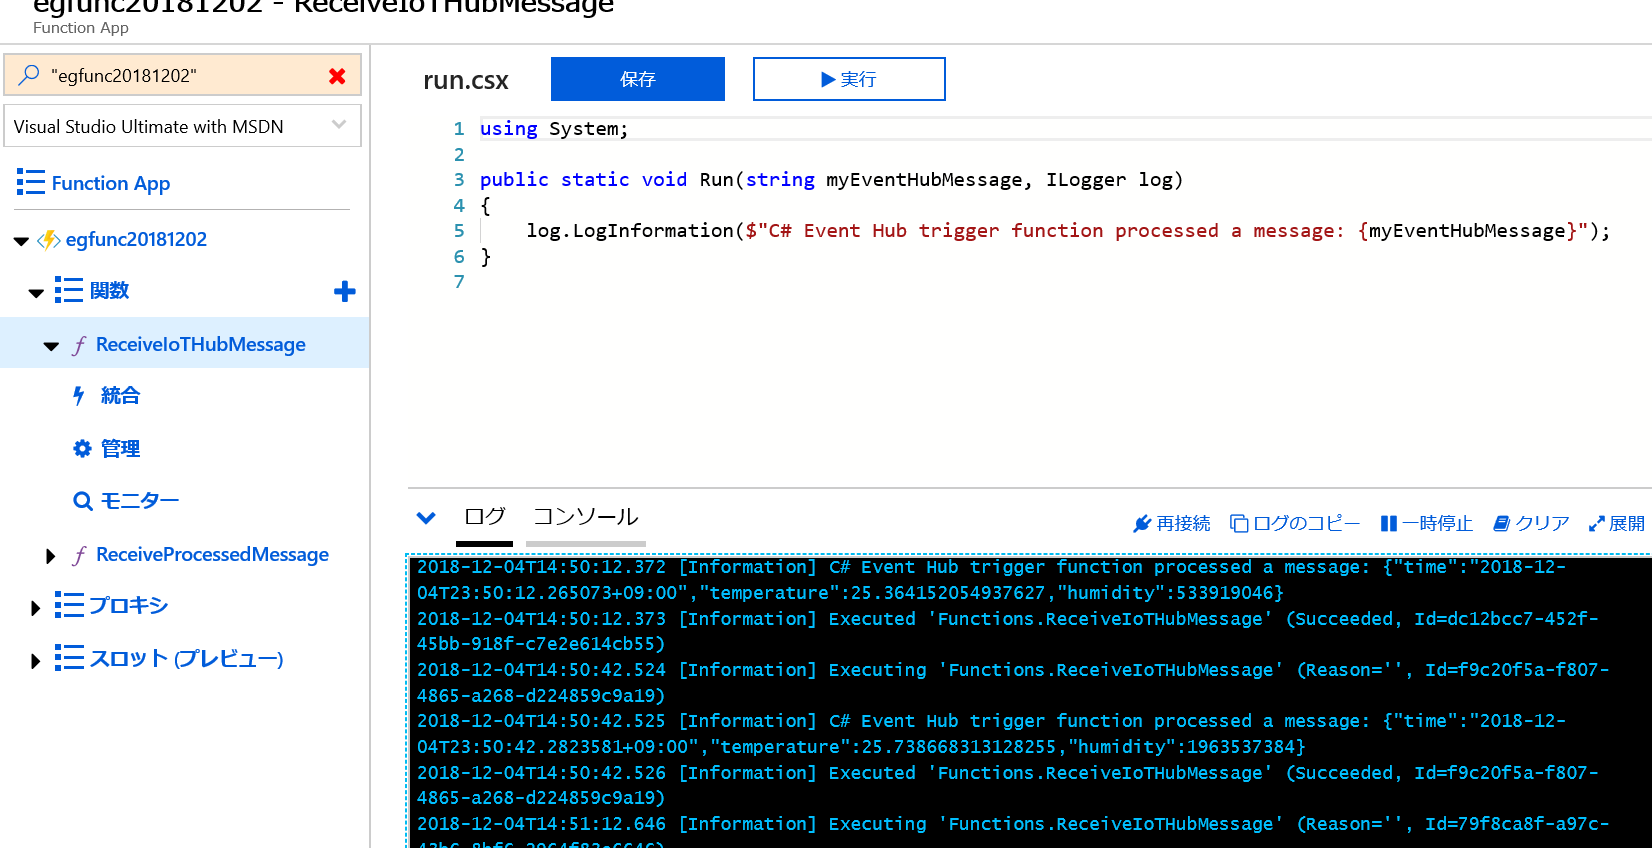 egfunc20181202 - ReceiveIoTHubMessage
Function App
"egfunc20181202"
Visual Studio Ultimate with MSDN
Function App
egfunc20181202
関数
ReceiveIoTHubMessage
統合
管理
モニター
ReceiveProcessedMessage
プロキシ
スロット (プレビュー)
run.csx
保存
実行
1 using System;
2
3 public static void Run(string myEventHubMessage, ILogger log)
4 {
5 log.LogInformation($"C# Event Hub trigger function processed a message: {myEventHubMessage}");
6 }
7
ログ コンソール
再接続 ログのコピー 一時停止 クリア 展開
2018-12-04T14:50:12.372 [Information] C# Event Hub trigger function processed a message: {"time":"2018-12-
04T23:50:12.265073+09:00","temperature":25.364152054937627,"humidity":533919046}
2018-12-04T14:50:12.373 [Information] Executed 'Functions.ReceiveIoTHubMessage' (Succeeded, Id=dc12bcc7-452f-
45bb-918f-c7e2e614cb55)
2018-12-04T14:50:42.524 [Information] Executing 'Functions.ReceiveIoTHubMessage' (Reason='', Id=f9c20f5a-f807-
4865-a268-d224859c9a19)
2018-12-04T14:50:42.525 [Information] C# Event Hub trigger function processed a message: {"time":"2018-12-
04T23:50:42.2823581+09:00","temperature":25.738668313128255,"humidity":1963537384}
2018-12-04T14:50:42.526 [Information] Executed 'Functions.ReceiveIoTHubMessage' (Succeeded, Id=f9c20f5a-f807-
4865-a268-d224859c9a19)
2018-12-04T14:51:12.646 [Information] Executing 'Functions.ReceiveIoTHubMessage' (Reason='', Id=79f8ca8f-a97c-